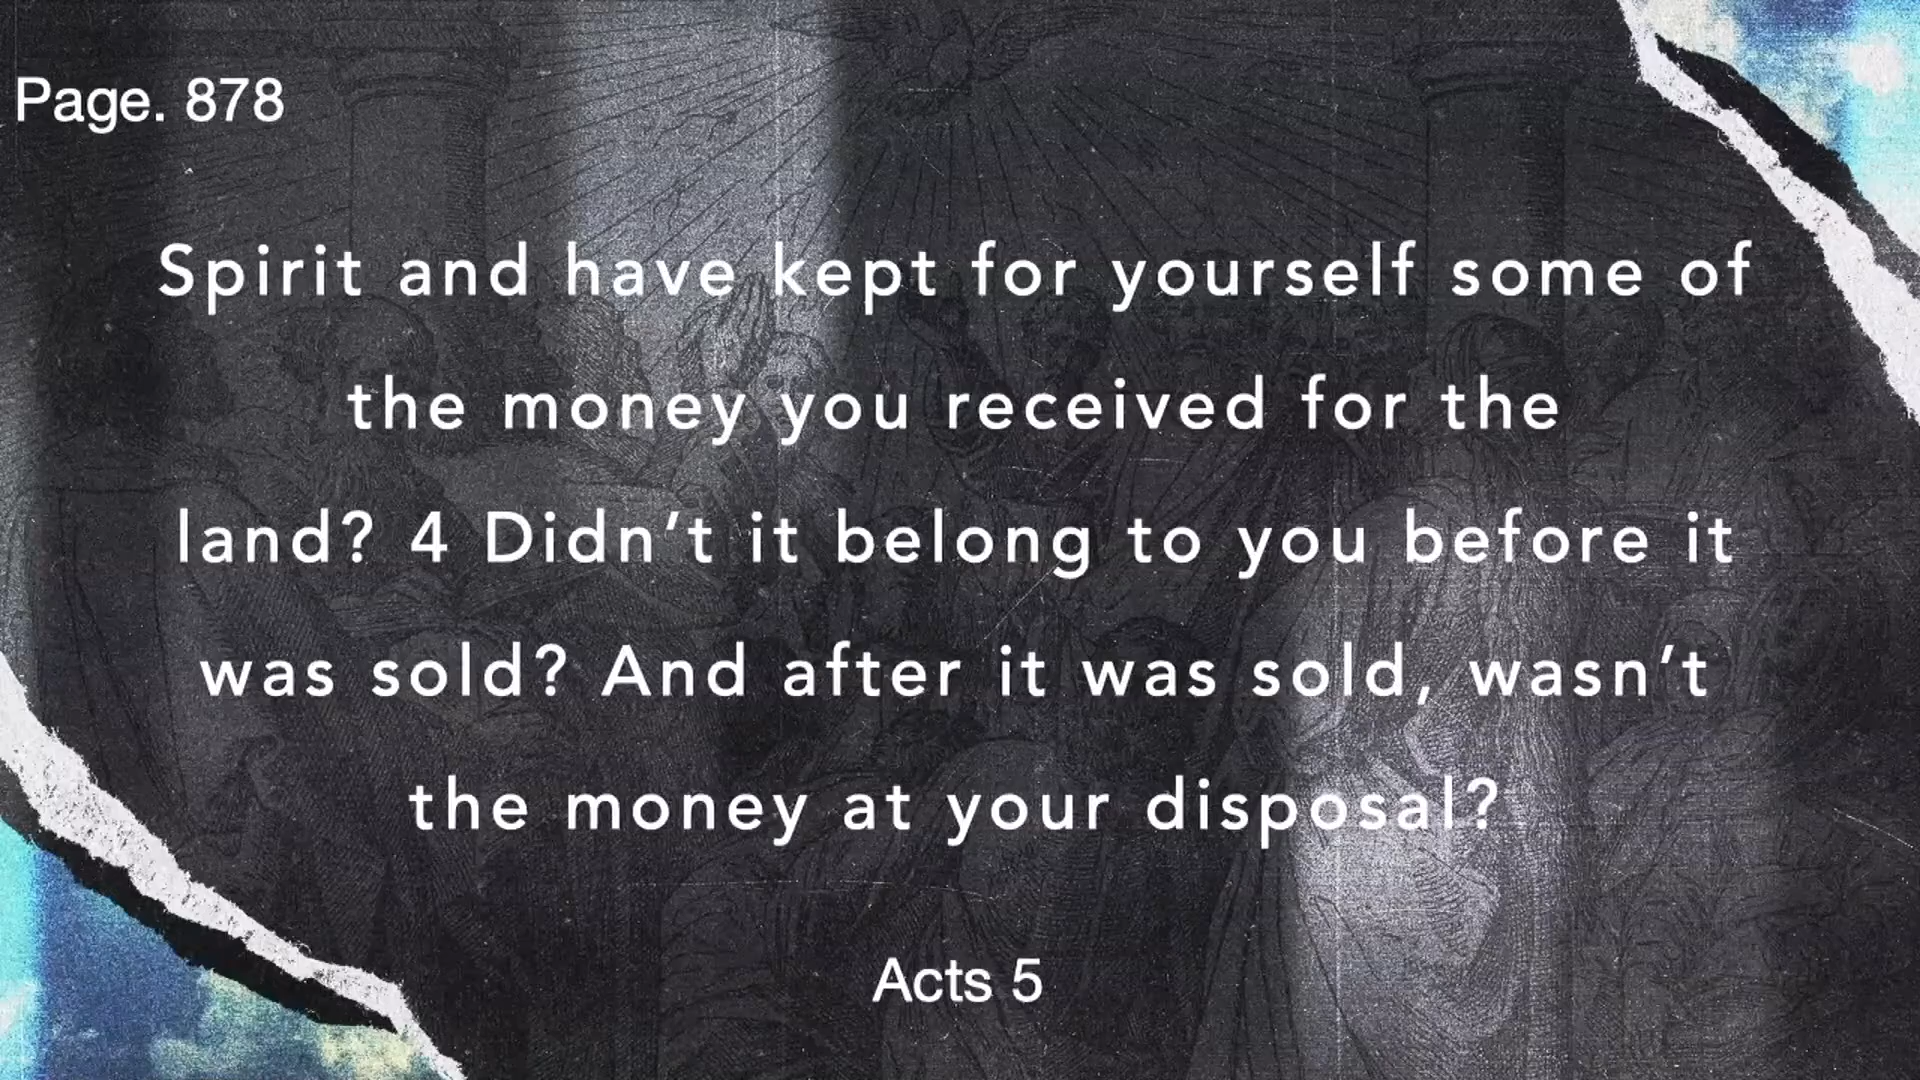 Page. 878
Spirit and have kept for yourself some of
the money you received for the
land? 4 Didn’t it belong to you before it
was sold? And after it was sold, wasn’t
the money at your disposal?
Acts 5